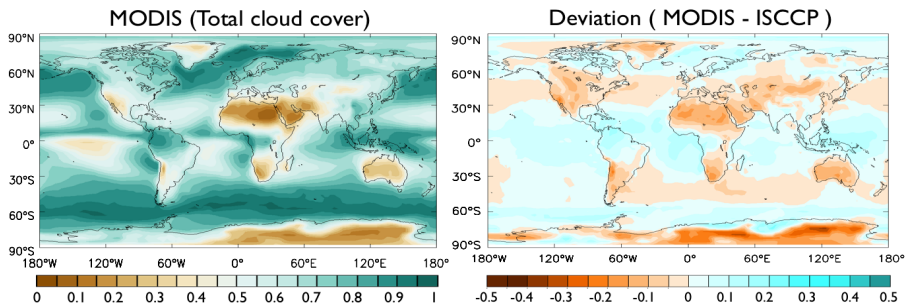 MODIS (Total cloud cover)
90°N
60°N
30°N
0°
30°S
60°S
90°S
180°W 120°W 60°W 0° 60°E 120°E 180°
0 0.1 0.2 0.3 0.4 0.5 0.6 0.7 0.8 0.9 1
Deviation ( MODIS - ISCCP )
90°N
60°N
30°N
0°
30°S
60°S
90°S
180°W 120°W 60°W 0° 60°E 120°E 180°
-0.5 -0.4 -0.3 -0.2 -0.1 0 0.1 0.2 0.3 0.4 0.5